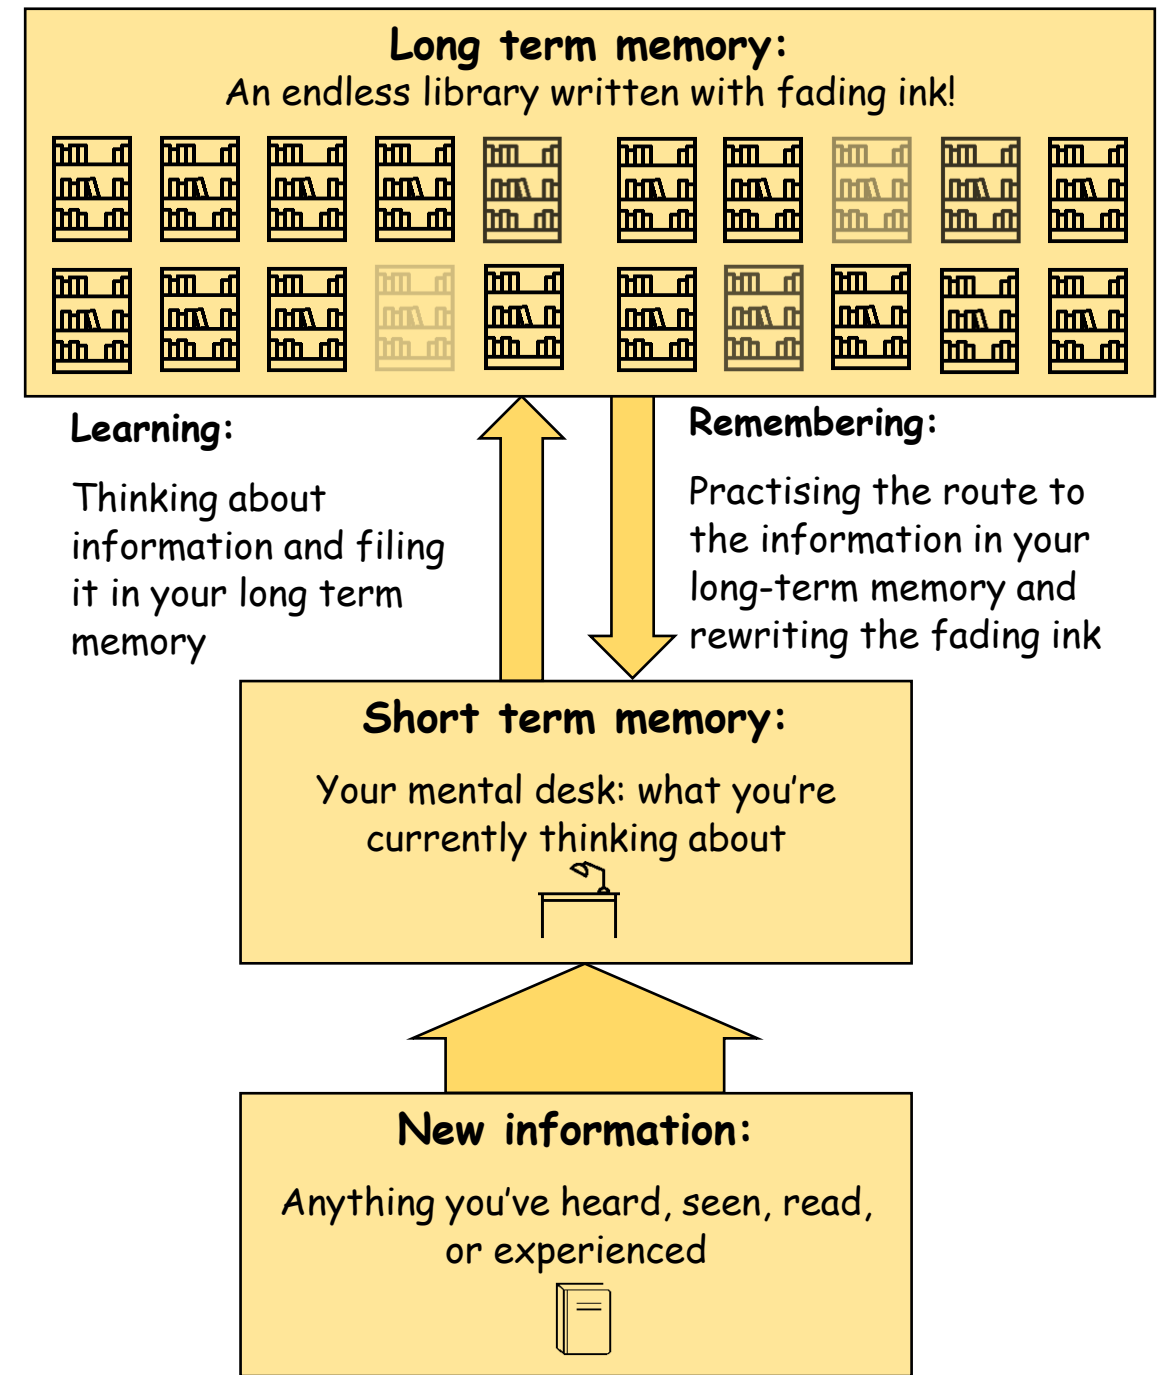 Long term memory:
An endless library written with fading ink!
Learning:
Thinking about
information and filing
it in your long term
memory
Remembering:
Practising the route to
the information in your
long-term memory and
rewriting the fading ink
Short term memory:
Your mental desk: what you’re
currently thinking about
New information:
Anything you’ve heard, seen, read,
or experienced